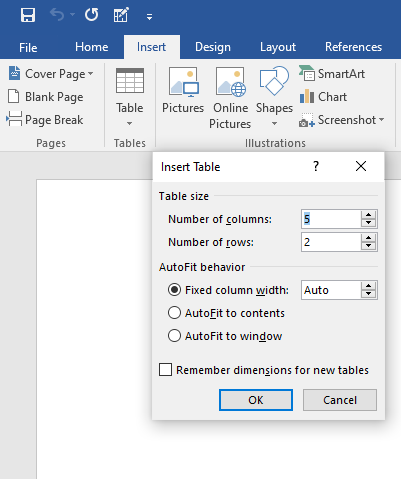 File Home Insert Design Layout References
Cover Page Table Pictures Online Pictures Shapes SmartArt
Blank Page Chart
Page Break Screenshot
Pages Tables Illustrations
Insert Table ?
Table size
Number of columns: 5
Number of rows: 2
AutoFit behavior
Fixed column width: Auto
AutoFit to contents
AutoFit to window
Remember dimensions for new tables
OK Cancel